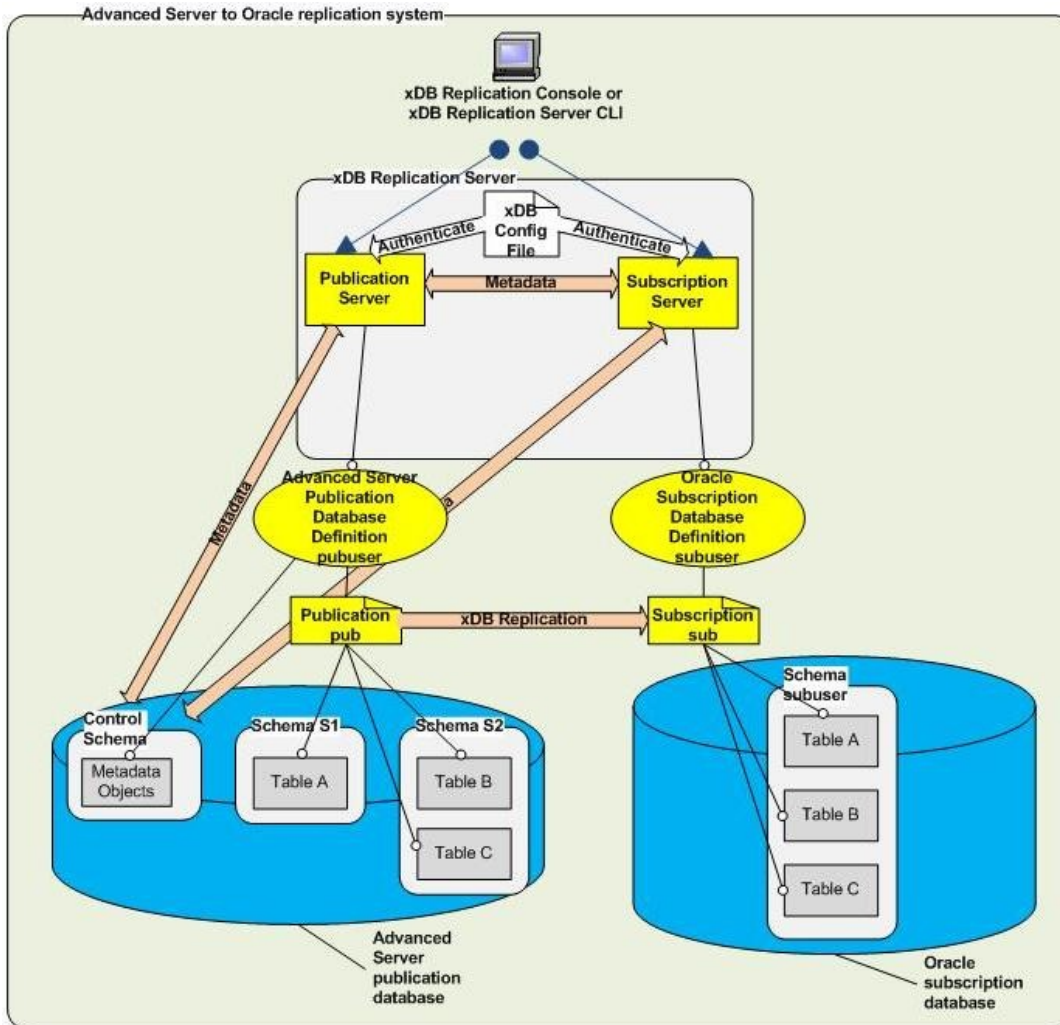 Advanced Server to Oracle replication system
xDB Replication Console or
xDB Replication Server CLI
xDB Replication Server
xDB
Config
File
Authenticate
Authenticate
Publication
Server
Metadata
Subscription
Server
Metadata
a
Advanced Server
Publication
Database
Definition
pubuser
Oracle
Subscription
Database
Definition
subuser
Publication
pub
xDB Replication
Subscription
sub
Control
Schema
Metadata
Objects
Schema S1
Table A
Schema S2
Table B
Table C
Schema
subuser
Table A
Table B
Table C
Advanced
Server
publication
database
Oracle
subscription
database